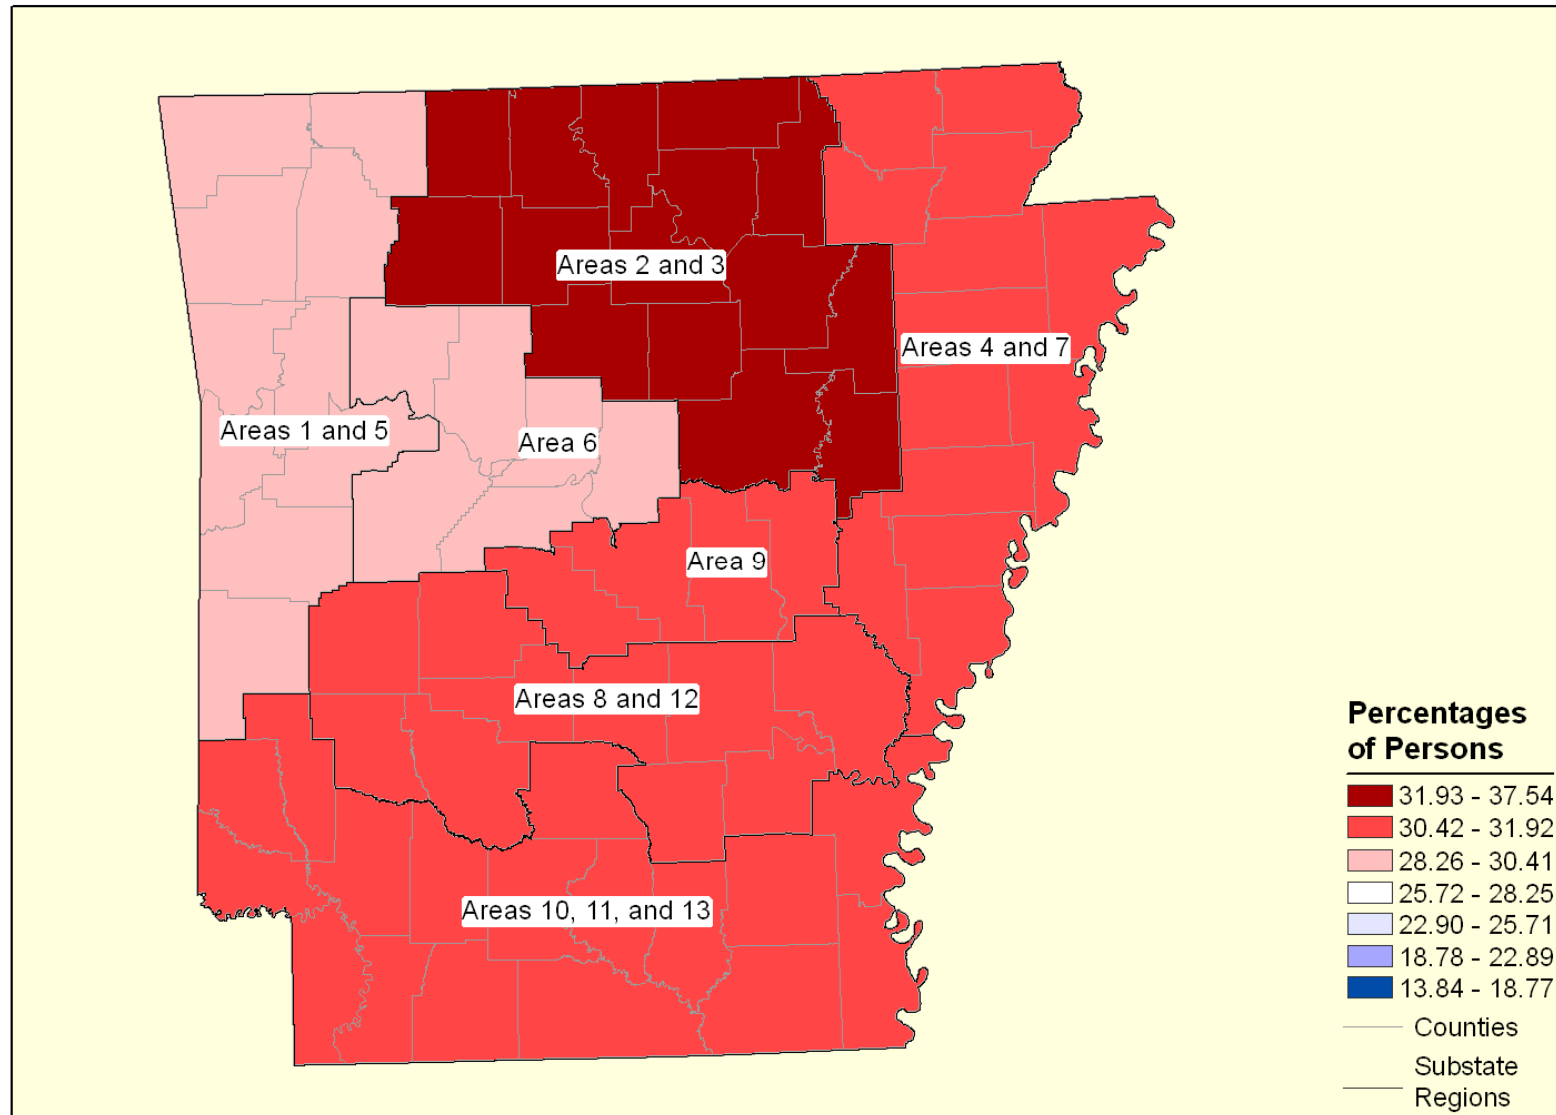 Areas 2 and 3
Areas 4 and 7
Areas 1 and 5
Area 6
Area 9
Areas 8 and 12
Areas 10, 11, and 13
Percentages
of Persons
31.93 - 37.54
30.42 - 31.92
28.26 - 30.41
25.72 - 28.25
22.90 - 25.71
18.78 - 22.89
13.84 - 18.77
Counties
Substate
Regions